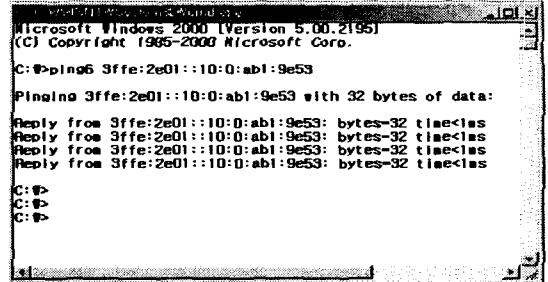 Microsoft Windows 2000 [Version 5.00.2195]
(C) Copyright 1985-2000 Microsoft Corp.
C:₩>ping6 3ffe:2e01::10:0:ab1:9e53
Pinging 3ffe:2e01::10:0:ab1:9e53 with 32 bytes of data:
Reply from 3ffe:2e01::10:0:ab1:9e53: bytes=32 time<1ms
Reply from 3ffe:2e01::10:0:ab1:9e53: bytes=32 time<1ms
Reply from 3ffe:2e01::10:0:ab1:9e53: bytes=32 time<1ms
Reply from 3ffe:2e01::10:0:ab1:9e53: bytes=32 time<1ms
C:₩>
C:₩>
C:₩>